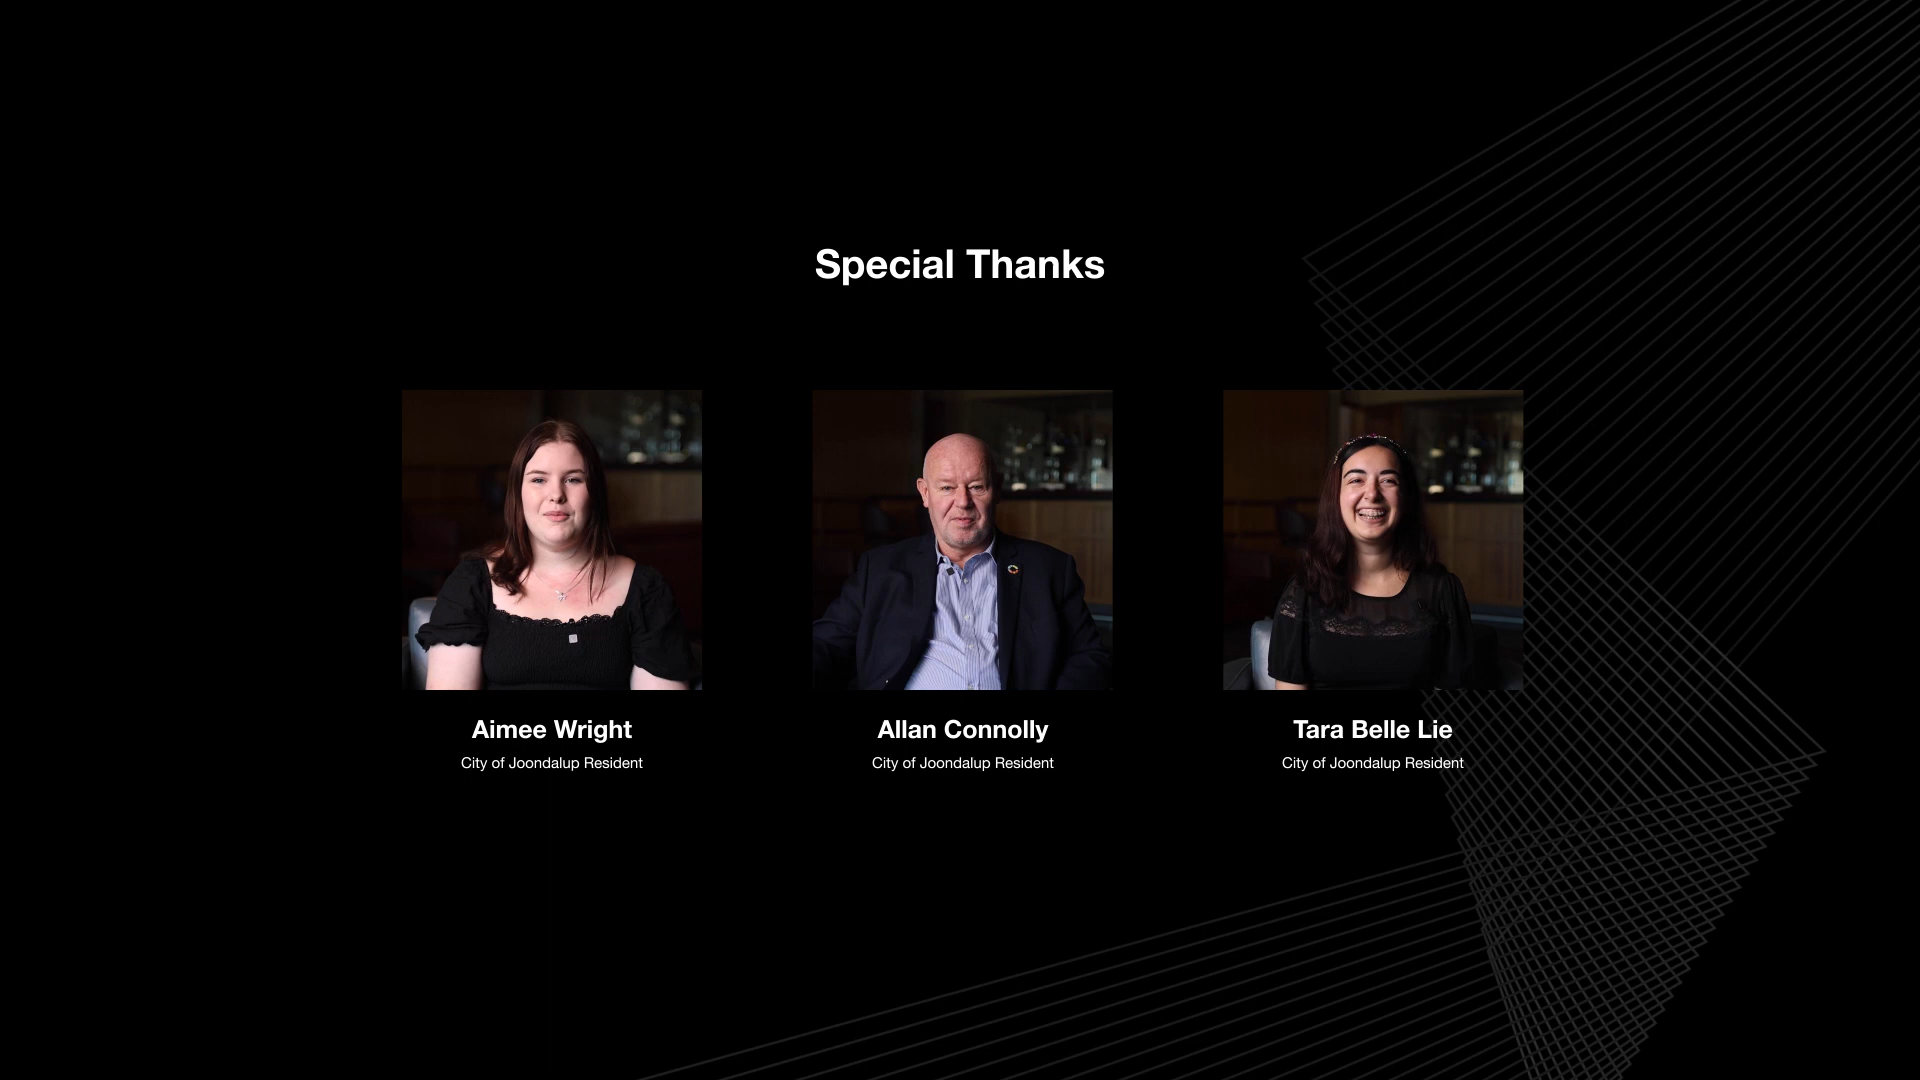 Special Thanks
Aimee Wright
City of Joondalup Resident
Allan Connolly
City of Joondalup Resident
Tara Belle Lie
City of Joondalup Resident